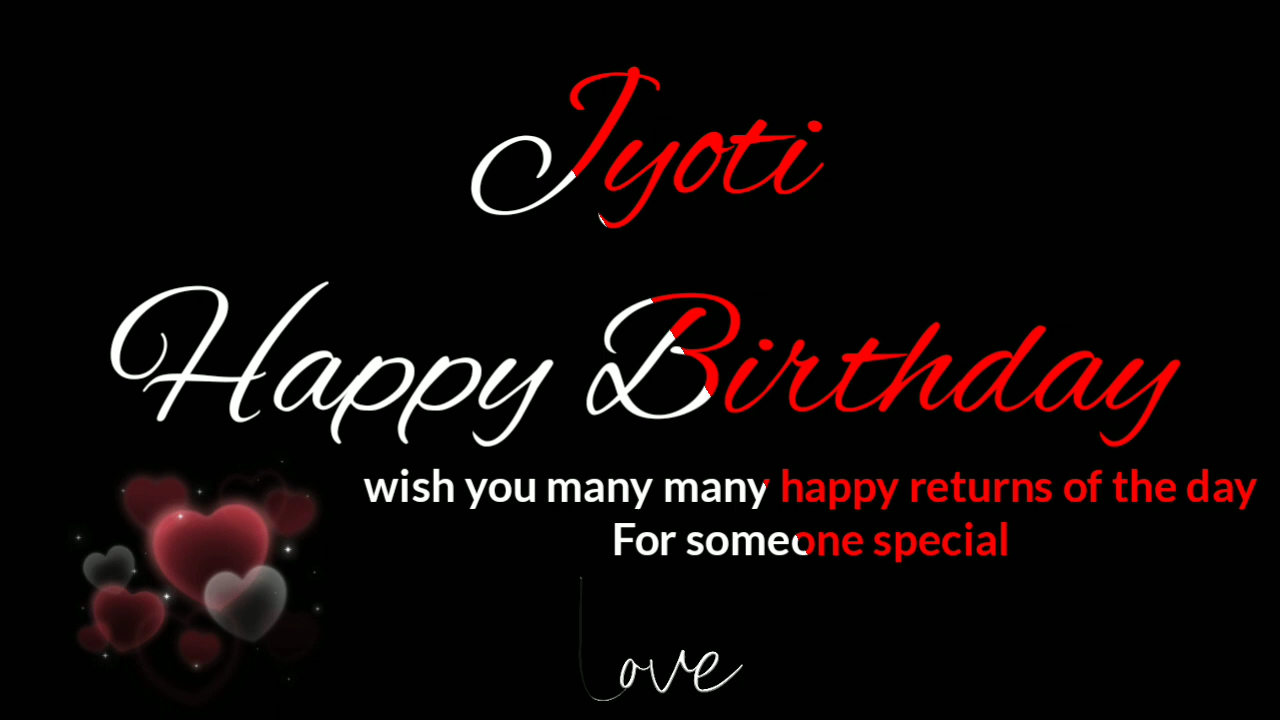 Jyoti
Happy Birthday
wish you many many happy returns of the day
For someone special
Love